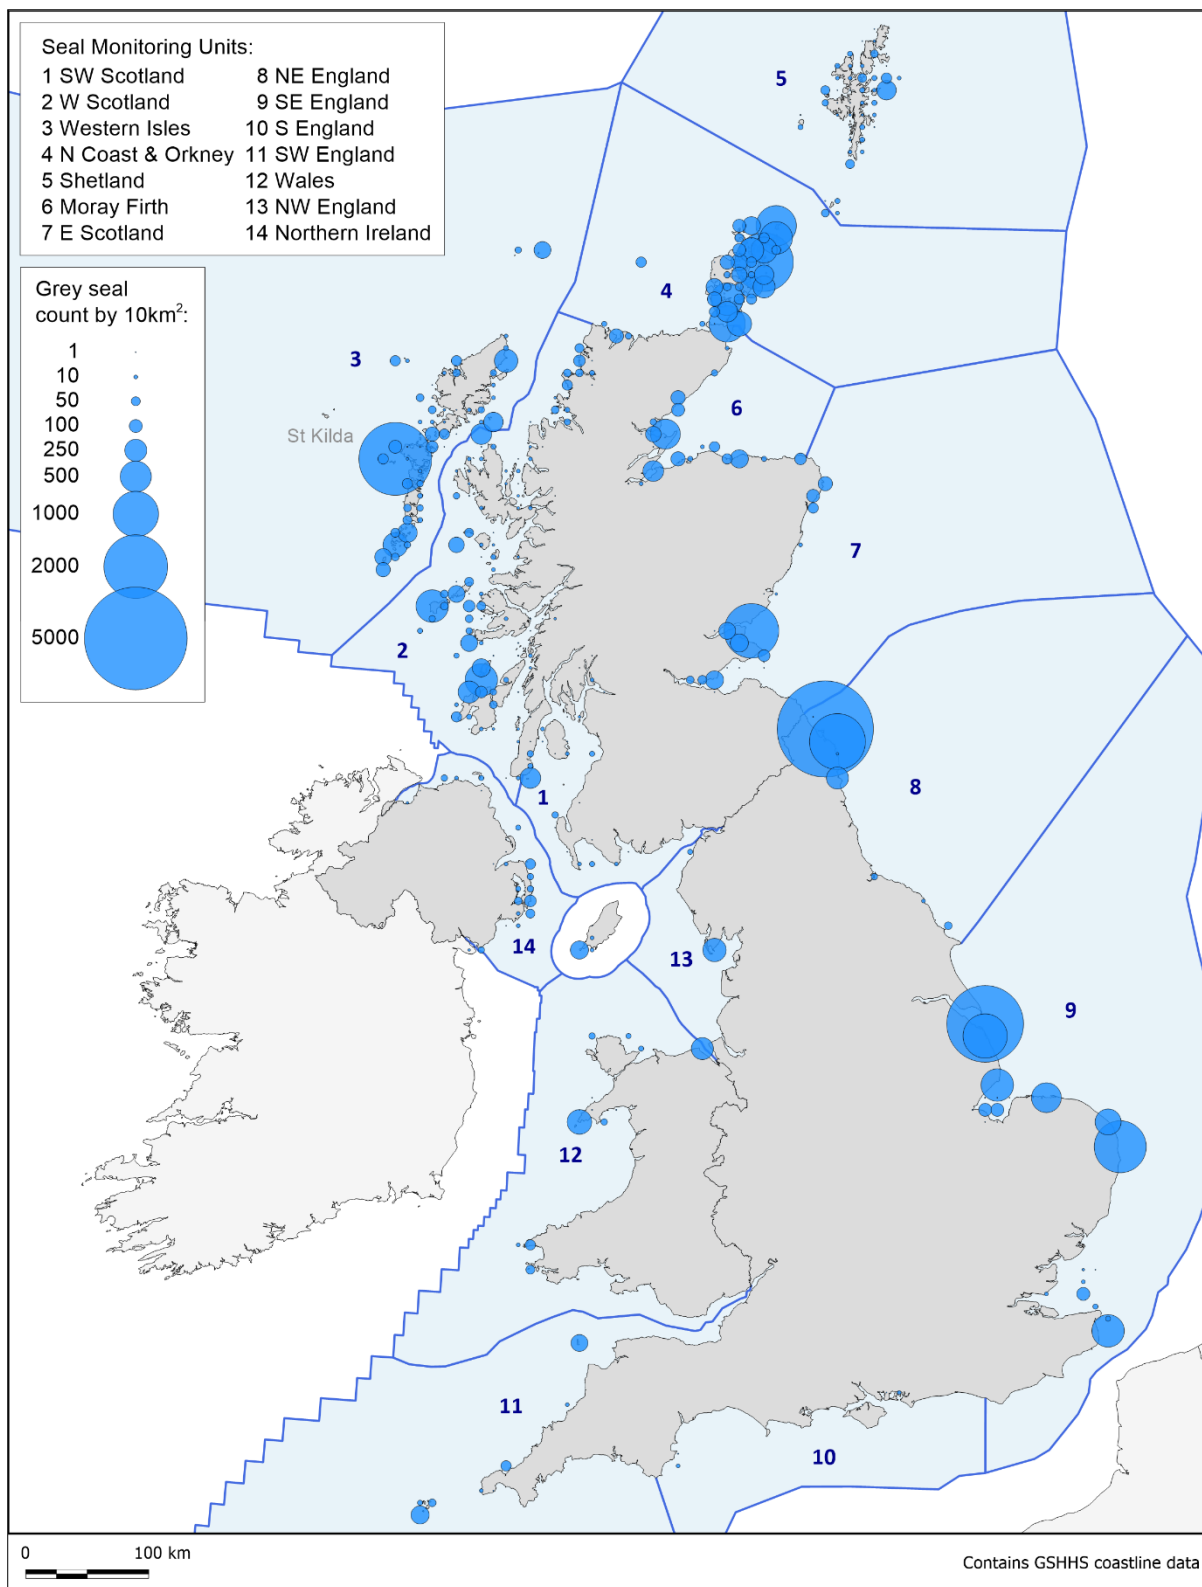 Seal Monitoring Units:
1 SW Scotland 8 NE England
2 W Scotland 9 SE England
3 Western Isles 10 S England
4 N Coast & Orkney 11 SW England
5 Shetland 12 Wales
6 Moray Firth 13 NW England
7 E Scotland 14 Northern Ireland
Grey seal
count by 10km²:
1
10
50
100
250
500
1000
2000
5000
5
4
3
6
St Kilda
7
2
8
1
14
13
9
12
11
10
0 100 km
Contains GSHHS coastline data